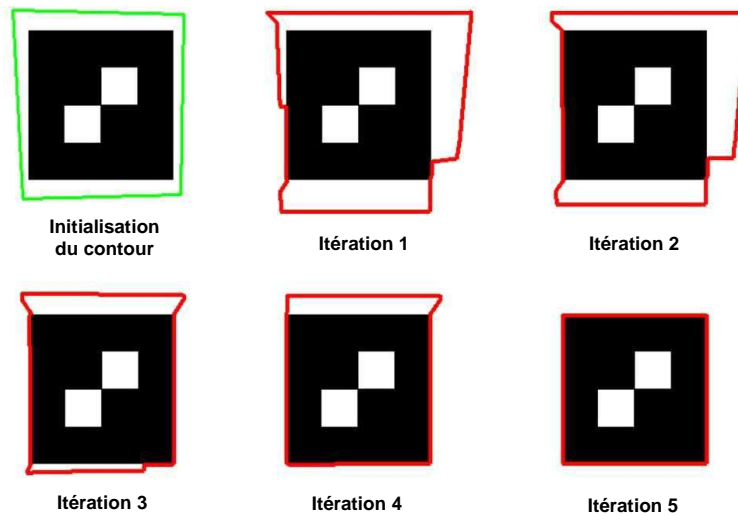 Initialisation
du contour
Itération 1
Itération 2
Itération 3
Itération 4
Itération 5